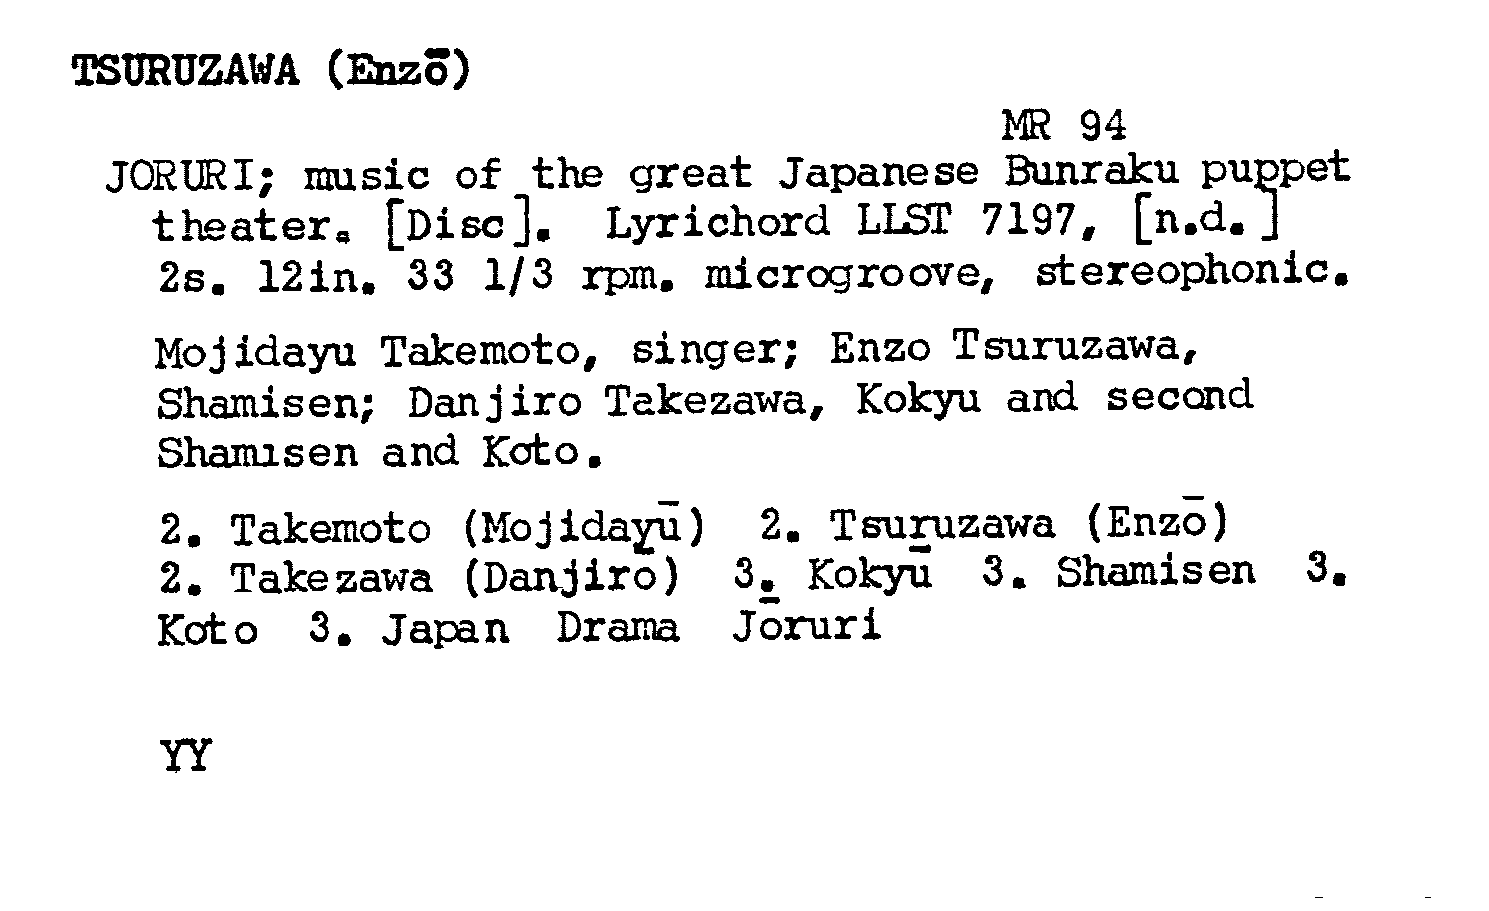 TSURUZAWA (Enzō)
MR 94
JORURI; music of the great Japanese Bunraku puppet
theater. [Disc]. Lyrichord LLST 7197, [n.d.]
2s. 12in. 33 1/3 rpm. microgroove, stereophonic.
Mojidayu Takemoto, singer; Enzo Tsuruzawa,
Shamisen; Danjiro Takezawa, Kokyu and second
Shamisen and Koto.
2. Takemoto (Mojidayū) 2. Tsuruzawa (Enzō)
2. Takezawa (Danjirō) 3. Kokyū 3. Shamisen 3.
Koto 3. Japan Drama Jōruri
YY